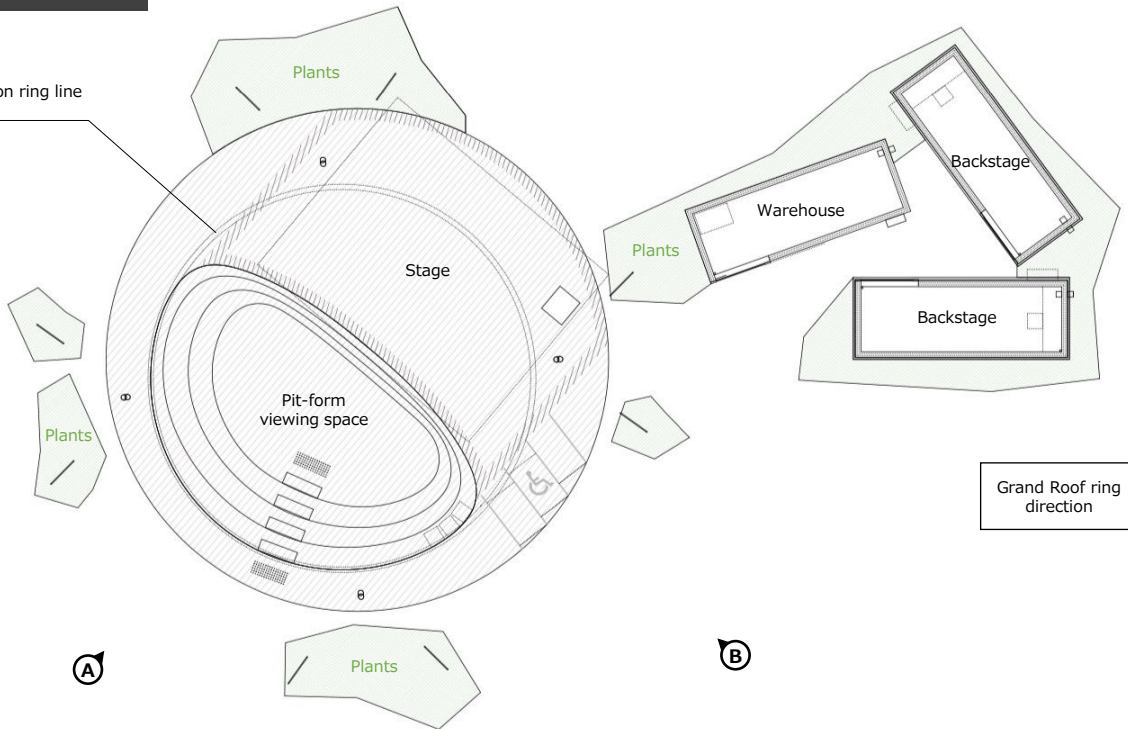 Plants
on ring line
Backstage
Warehouse
Plants
Stage
Backstage
Pit-form
viewing space
Plants
Grand Roof ring
direction
A
B
Plants